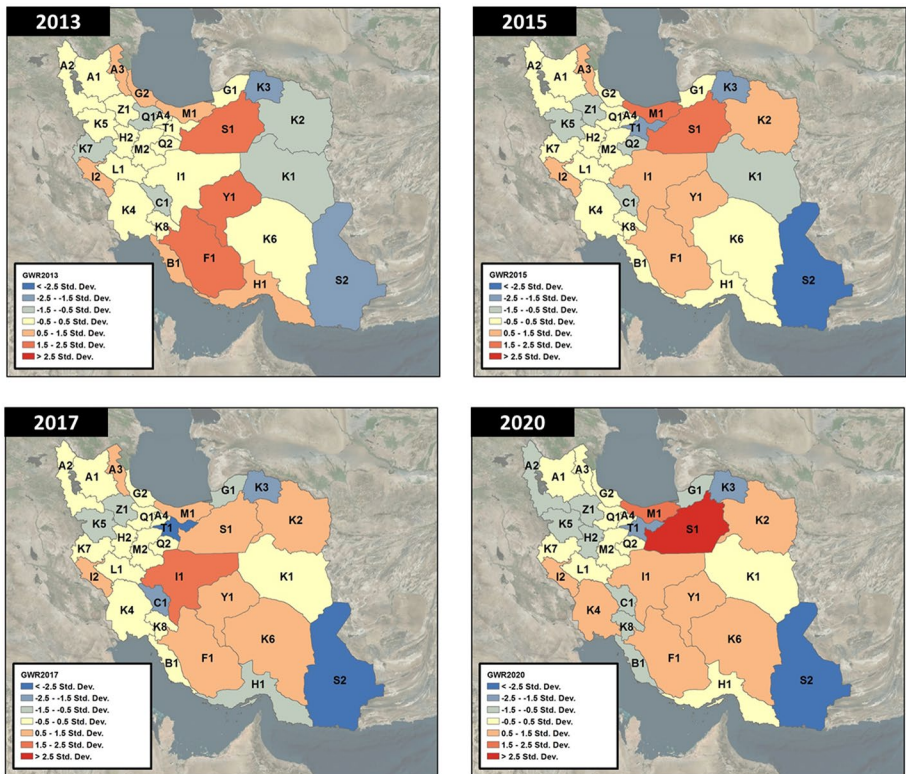 2013
A2
A1
A3
G2
G1
K3
Z1
Q1
A4
M1
K5
T1
S1
K2
H2
M2
Q2
K7
L1
I2
I1
K1
C1
Y1
K4
K8
K6
B1
F1
H1
S2
GWR2013
< -2.5 Std. Dev.
-2.5 - -1.5 Std. Dev.
-1.5 - -0.5 Std. Dev.
-0.5 - 0.5 Std. Dev.
0.5 - 1.5 Std. Dev.
1.5 - 2.5 Std. Dev.
> 2.5 Std. Dev.
2015
A2
A1
A3
G2
G1
K3
Z1
Q1
A4
M1
K5
T1
S1
K2
H2
M2
Q2
K7
L1
I2
I1
K1
C1
Y1
K4
K8
K6
B1
F1
H1
S2
GWR2015
< -2.5 Std. Dev.
-2.5 - -1.5 Std. Dev.
-1.5 - -0.5 Std. Dev.
-0.5 - 0.5 Std. Dev.
0.5 - 1.5 Std. Dev.
1.5 - 2.5 Std. Dev.
> 2.5 Std. Dev.
2017
A2
A1
A3
G2
G1
K3
Z1
Q1
A4
M1
K5
T1
S1
K2
H2
M2
Q2
K7
L1
I2
I1
K1
C1
Y1
K4
K8
K6
B1
F1
H1
S2
GWR2017
< -2.5 Std. Dev.
-2.5 - -1.5 Std. Dev.
-1.5 - -0.5 Std. Dev.
-0.5 - 0.5 Std. Dev.
0.5 - 1.5 Std. Dev.
1.5 - 2.5 Std. Dev.
> 2.5 Std. Dev.
2020
A2
A1
A3
G2
G1
K3
Z1
Q1
A4
M1
K5
T1
S1
K2
H2
M2
Q2
K7
L1
I2
I1
K1
C1
Y1
K4
K8
K6
B1
F1
H1
S2
GWR2020
< -2.5 Std. Dev.
-2.5 - -1.5 Std. Dev.
-1.5 - -0.5 Std. Dev.
-0.5 - 0.5 Std. Dev.
0.5 - 1.5 Std. Dev.
1.5 - 2.5 Std. Dev.
> 2.5 Std. Dev.